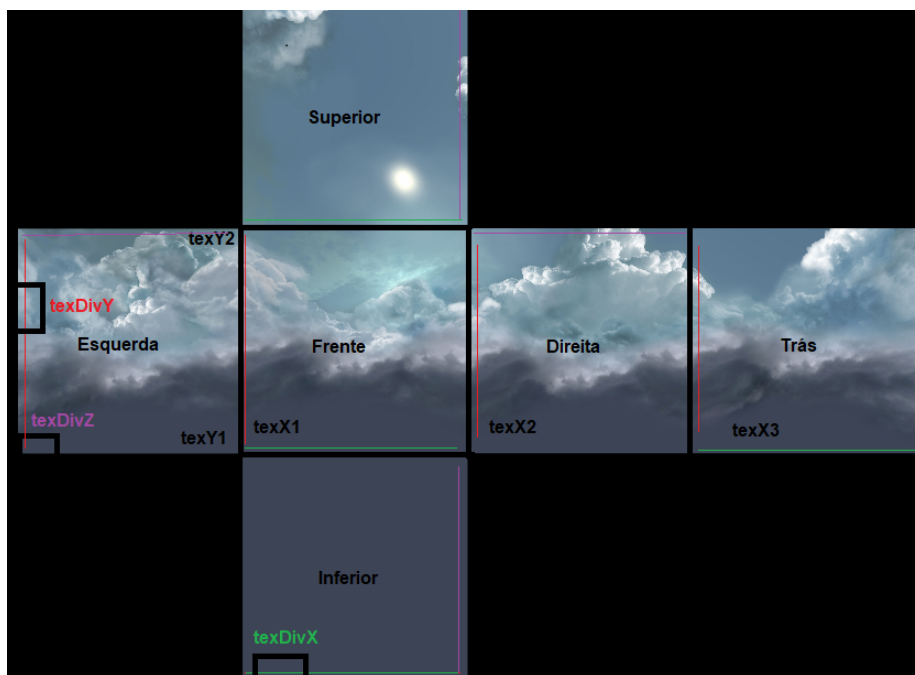 Superior
texY2
texDivY
Esquerda
Frente
Direita
Trás
texDivZ
texY1
texX1
texX2
texX3
Inferior
texDivX